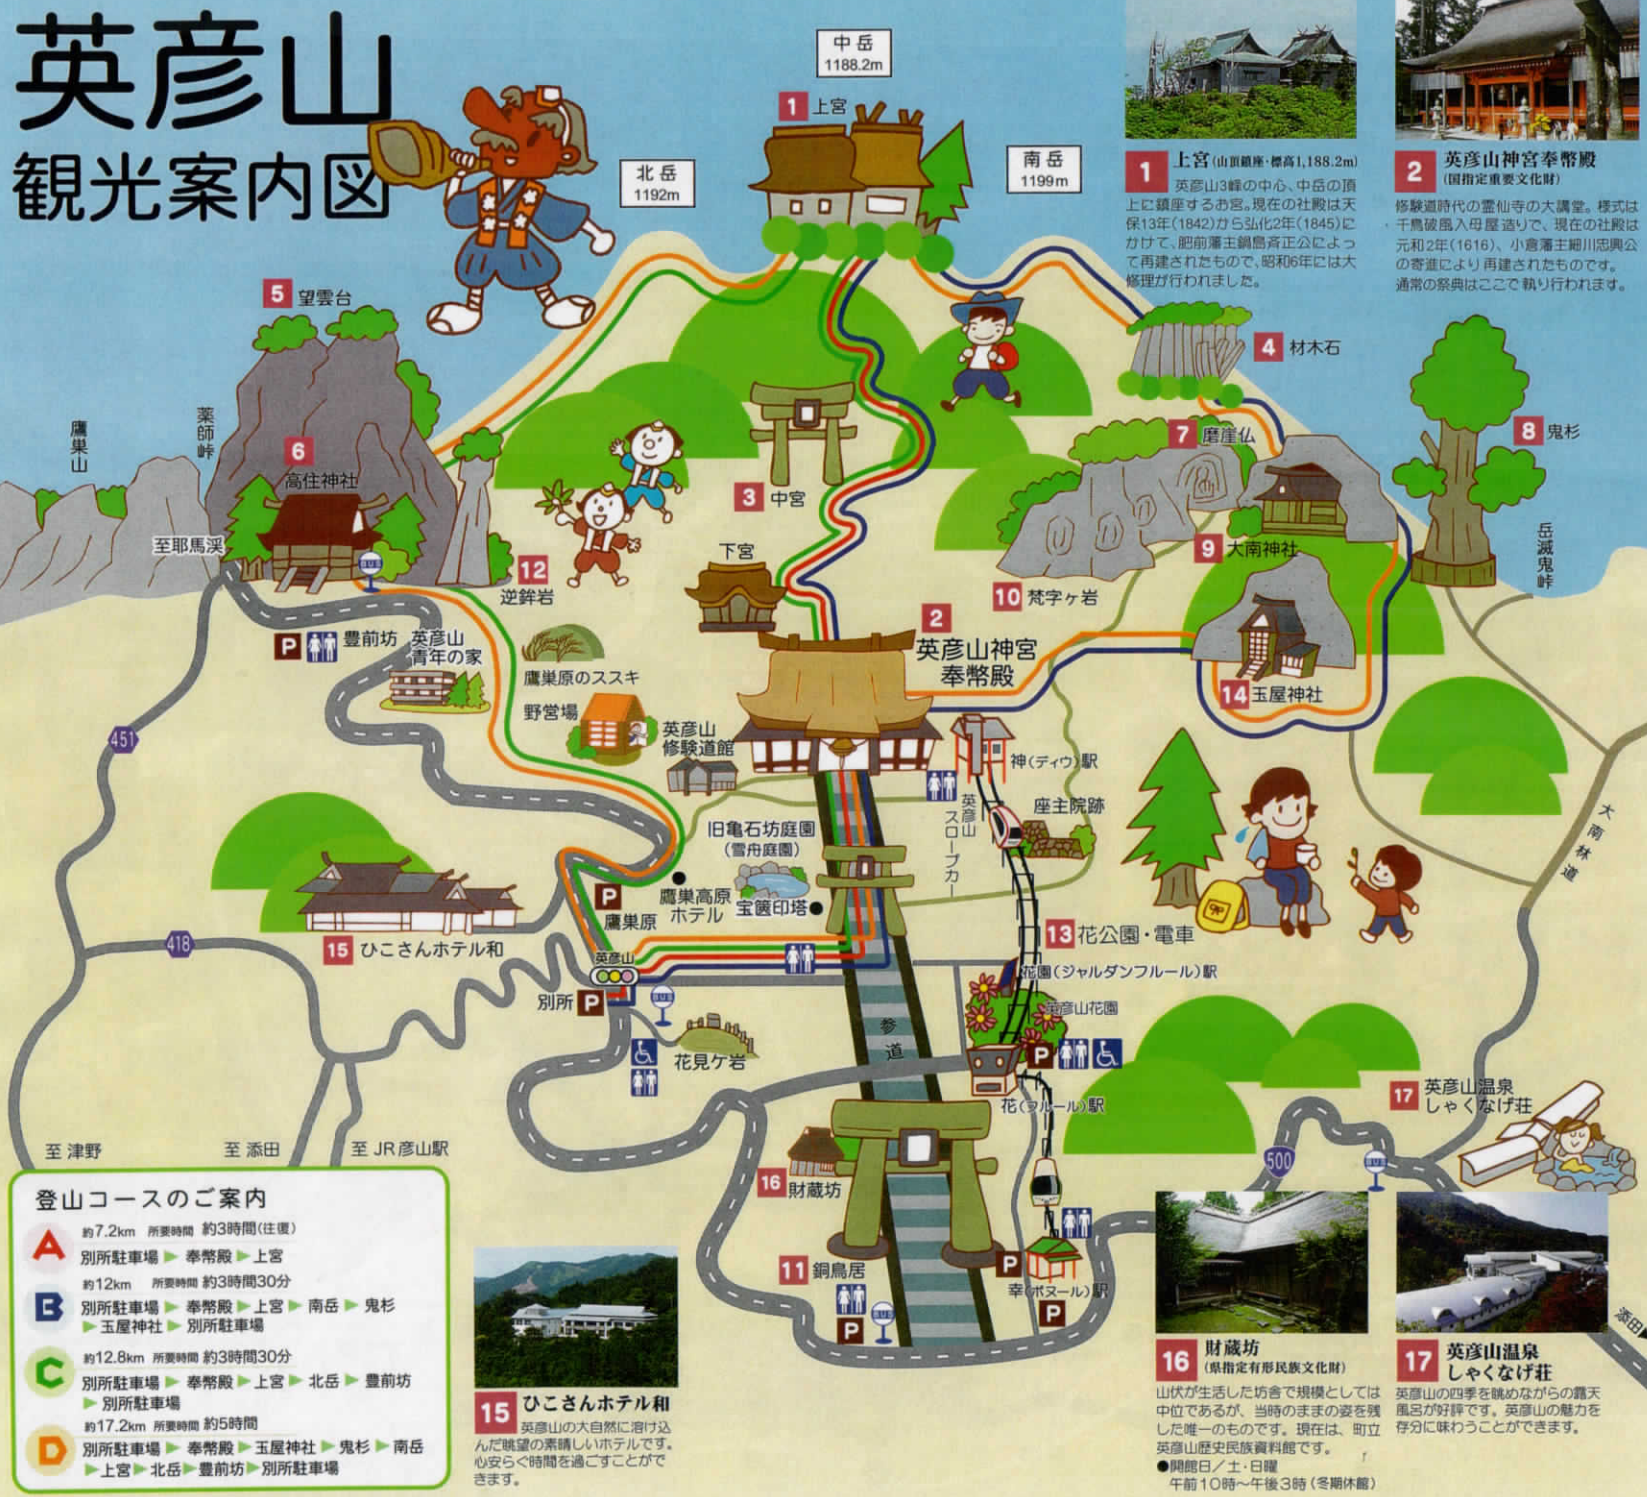 英彦山
観光案内図
中岳
1188.2m
北岳
1192m
南岳
1199m
1 上宮
5 望雲台
4 材木石
鷹巣山
薬師峠
6
高住神社
至耶馬渓
BUS
7 磨崖仏
8 鬼杉
3 中宮
下宮
12
逆鉾岩
9 大南神社
10 梵字ヶ岩
岳滅鬼峠
2
英彦山神宮
奉幣殿
P 豊前坊
英彦山
青年の家
鷹巣原のススキ
野営場
英彦山
修験道館
14 玉屋神社
451
神(ディウ)駅
座主院跡
英彦山
スロープカー
旧亀石坊庭園
(雪舟庭園)
大南林道
P
鷹巣原
鷹巣高原
ホテル
宝篋印塔
418
15 ひこさんホテル和
13 花公園・電車
英彦山
別所 P
BUS
花園(ジャルダンフルール)駅
英彦山花園
参道
花見ケ岩
P
花(フルール)駅
17 英彦山温泉
しゃくなげ荘
500
BUS
至 津野
至 添田
至 JR彦山駅
16 財蔵坊
11 銅鳥居
P
BUS
P
幸(ボヌール)駅
P
添田
登山コースのご案内
A 約7.2km 所要時間 約3時間(往復)
別所駐車場▶奉幣殿▶上宮
B 約12km 所要時間 約3時間30分
別所駐車場▶奉幣殿▶上宮▶南岳▶鬼杉
▶玉屋神社▶別所駐車場
C 約12.8km 所要時間 約3時間30分
別所駐車場▶奉幣殿▶上宮▶北岳▶豊前坊
▶別所駐車場
D 約17.2km 所要時間 約5時間
別所駐車場▶奉幣殿▶玉屋神社▶鬼杉▶南岳
▶上宮▶北岳▶豊前坊▶別所駐車場
1 上宮(山頂鎮座・標高1,188.2m)
英彦山3峰の中心、中岳の頂
上に鎮座するお宮。現在の社殿は天
保13年(1842)から弘化2年(1845)に
かけて、肥前藩主鍋島斉正公によっ
て再建されたもので、昭和6年には大
修理が行われました。
2 英彦山神宮奉幣殿
(国指定重要文化財)
修験道時代の霊仙寺の大講堂。様式は
千鳥破風入母屋造りで、現在の社殿は
元和2年(1616)、小倉藩主細川忠興公
の寄進により再建されたものです。
通常の祭典はここで執り行われます。
15 ひこさんホテル和
英彦山の大自然に溶け込
んだ眺望の素晴しいホテルです。
心安らぐ時間を過ごすことがで
きます。
16 財蔵坊
(県指定有形民族文化財)
山伏が生活した坊舎で規模としては
中位であるが、当時のままの姿を残
した唯一のものです。現在は、町立
英彦山歴史民族資料館です。
●開館日/土・日曜
午前10時〜午後3時(冬期休館)
17 英彦山温泉
しゃくなげ荘
英彦山の四季を眺めながらの露天
風呂が好評です。英彦山の魅力を
存分に味わうことができます。